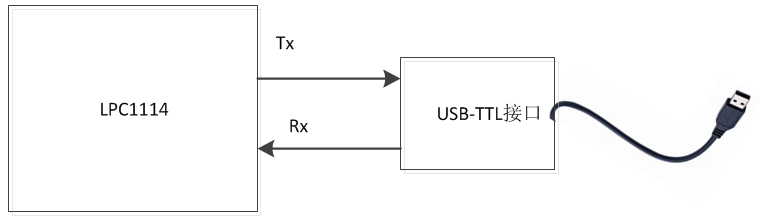 Tx
LPC1114
USB-TTL接口
Rx